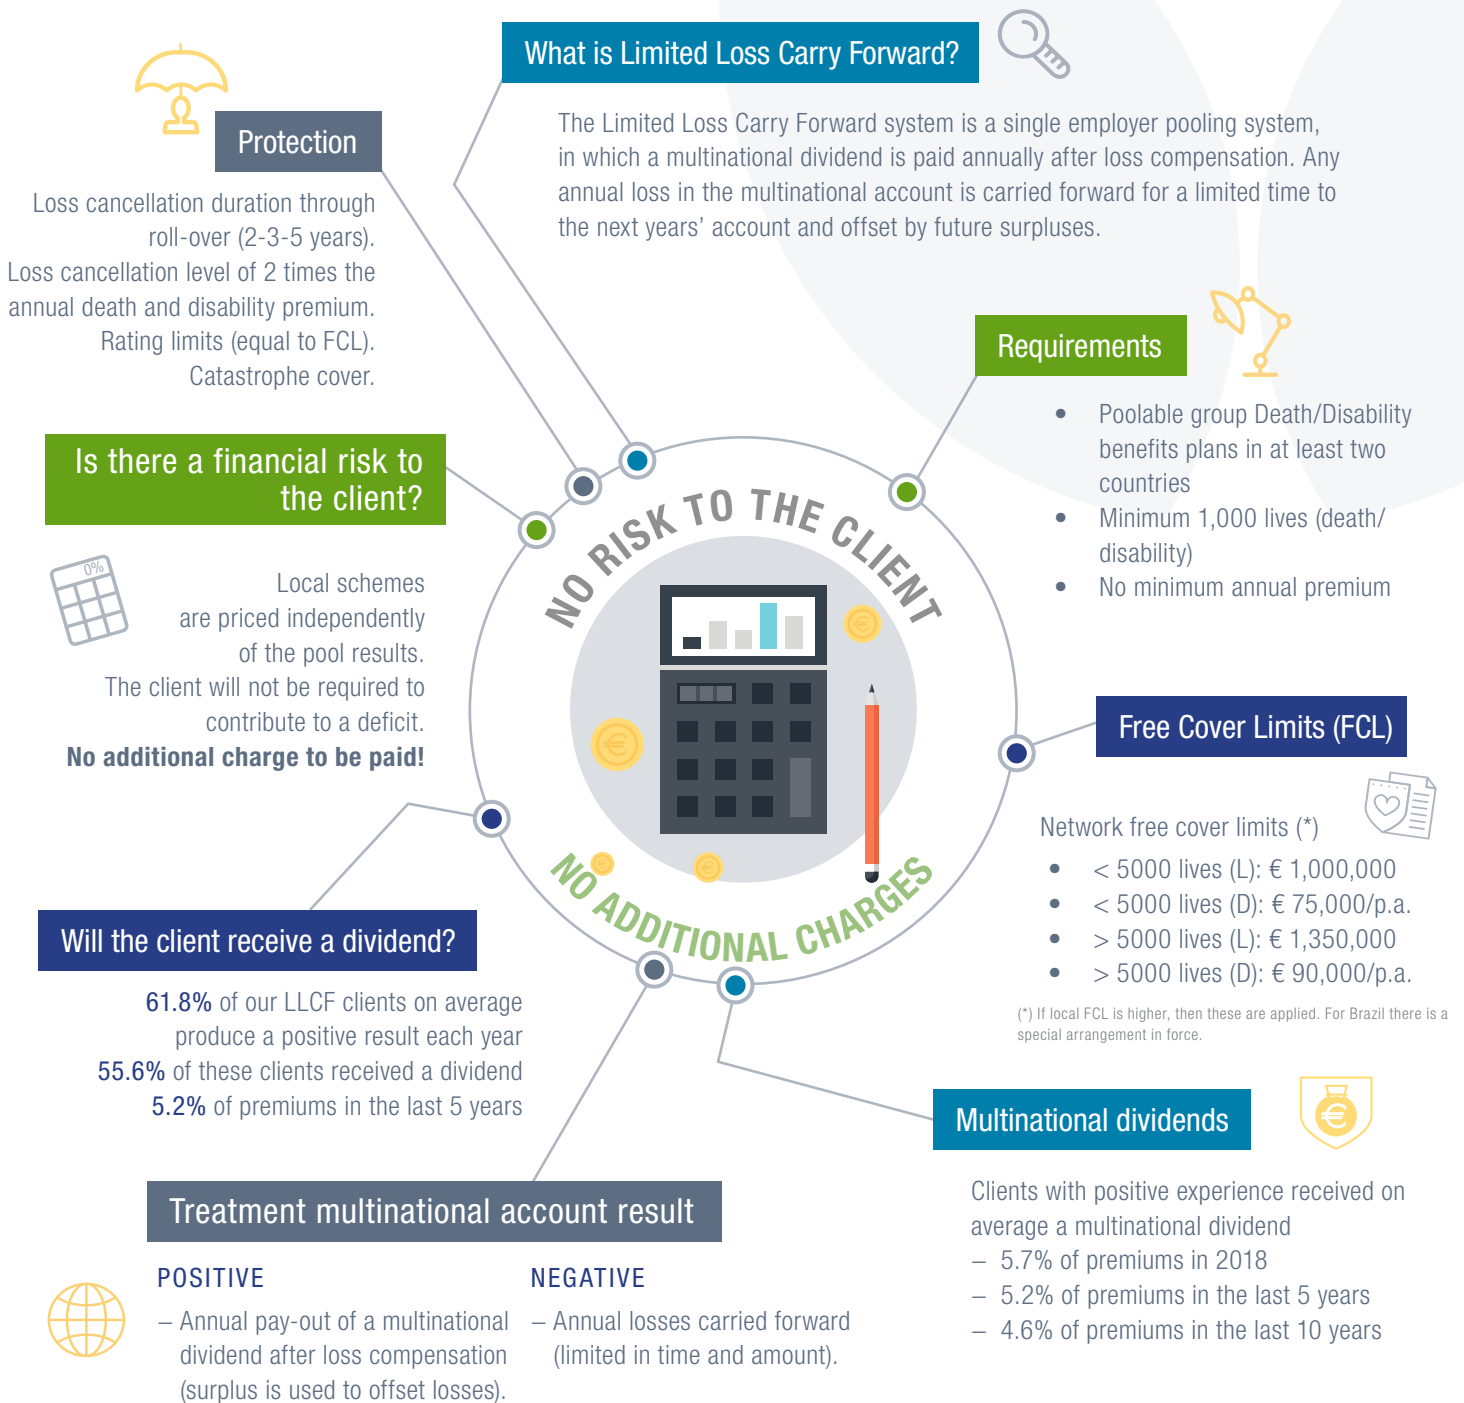 What is Limited Loss Carry Forward?
The Limited Loss Carry Forward system is a single employer pooling system,
in which a multinational dividend is paid annually after loss compensation. Any
annual loss in the multinational account is carried forward for a limited time to
the next years’ account and offset by future surpluses.
Protection
Loss cancellation duration through
roll-over (2-3-5 years).
Loss cancellation level of 2 times the
annual death and disability premium.
Rating limits (equal to FCL).
Catastrophe cover.
Requirements
• Poolable group Death/Disability
benefits plans in at least two
countries
• Minimum 1,000 lives (death/
disability)
• No minimum annual premium
Is there a financial risk to
the client?
0%
Local schemes
are priced independently
of the pool results.
The client will not be required to
contribute to a deficit.
No additional charge to be paid!
NO RISK TO THE CLIENT
NO ADDITIONAL CHARGES
Free Cover Limits (FCL)
Network free cover limits (*)
• < 5000 lives (L): € 1,000,000
• < 5000 lives (D): € 75,000/p.a.
• > 5000 lives (L): € 1,350,000
• > 5000 lives (D): € 90,000/p.a.
(*) If local FCL is higher, then these are applied. For Brazil there is a
special arrangement in force.
Will the client receive a dividend?
61.8% of our LLCF clients on average
produce a positive result each year
55.6% of these clients received a dividend
5.2% of premiums in the last 5 years
Multinational dividends
Clients with positive experience received on
average a multinational dividend
– 5.7% of premiums in 2018
– 5.2% of premiums in the last 5 years
– 4.6% of premiums in the last 10 years
Treatment multinational account result
POSITIVE
– Annual pay-out of a multinational
dividend after loss compensation
(surplus is used to offset losses).
NEGATIVE
– Annual losses carried forward
(limited in time and amount).